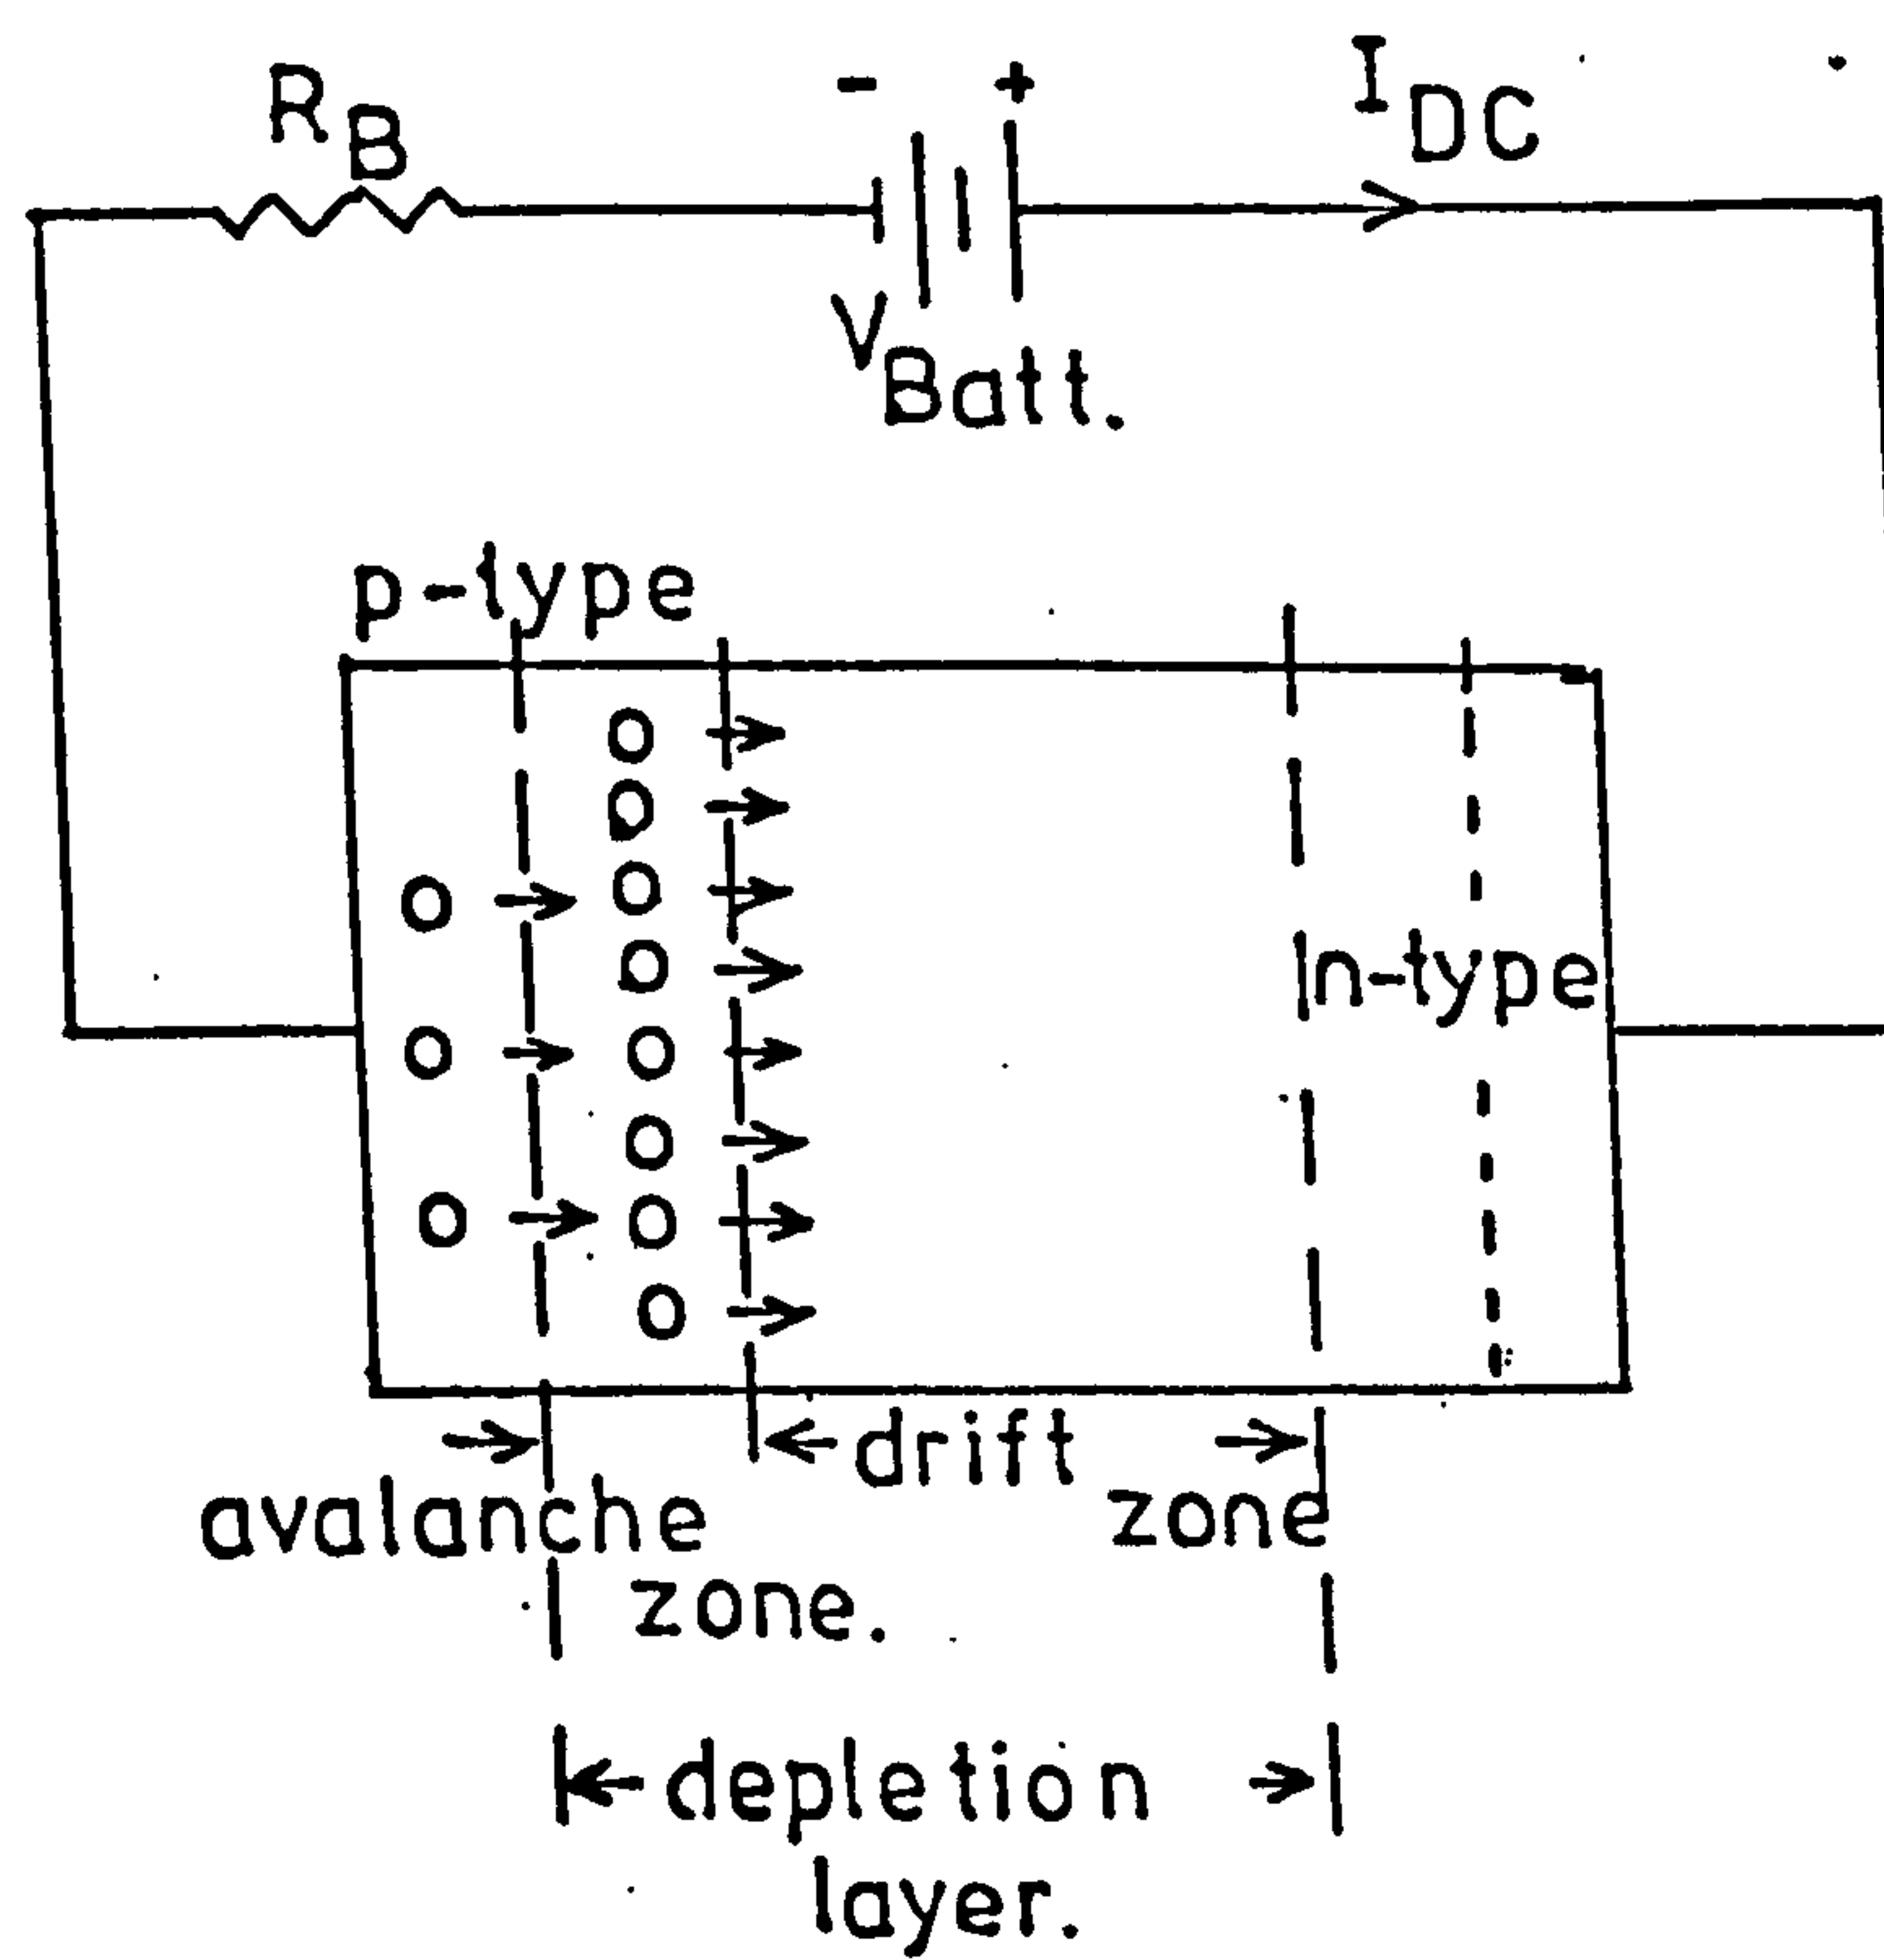 R_B - + I_DC
V_Batt.
p-type
n-type
drift
avalanche zone
zone.
depletion
layer.